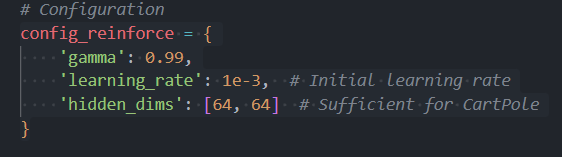 # Configuration
config_reinforce = {
    'gamma': 0.99,
    'learning_rate': 1e-3,  # Initial learning rate
    'hidden_dims': [64, 64]  # Sufficient for CartPole
}